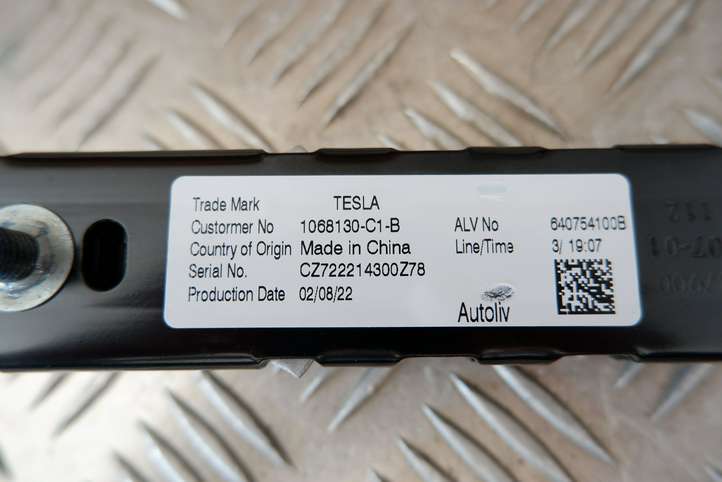 Trade Mark TESLA
Custormer No 1068130-C1-B ALV No 640754100B
Country of Origin Made in China Line/Time 3/ 19:07
Serial No. CZ722214300Z78
Production Date 02/08/22 Autoliv
112